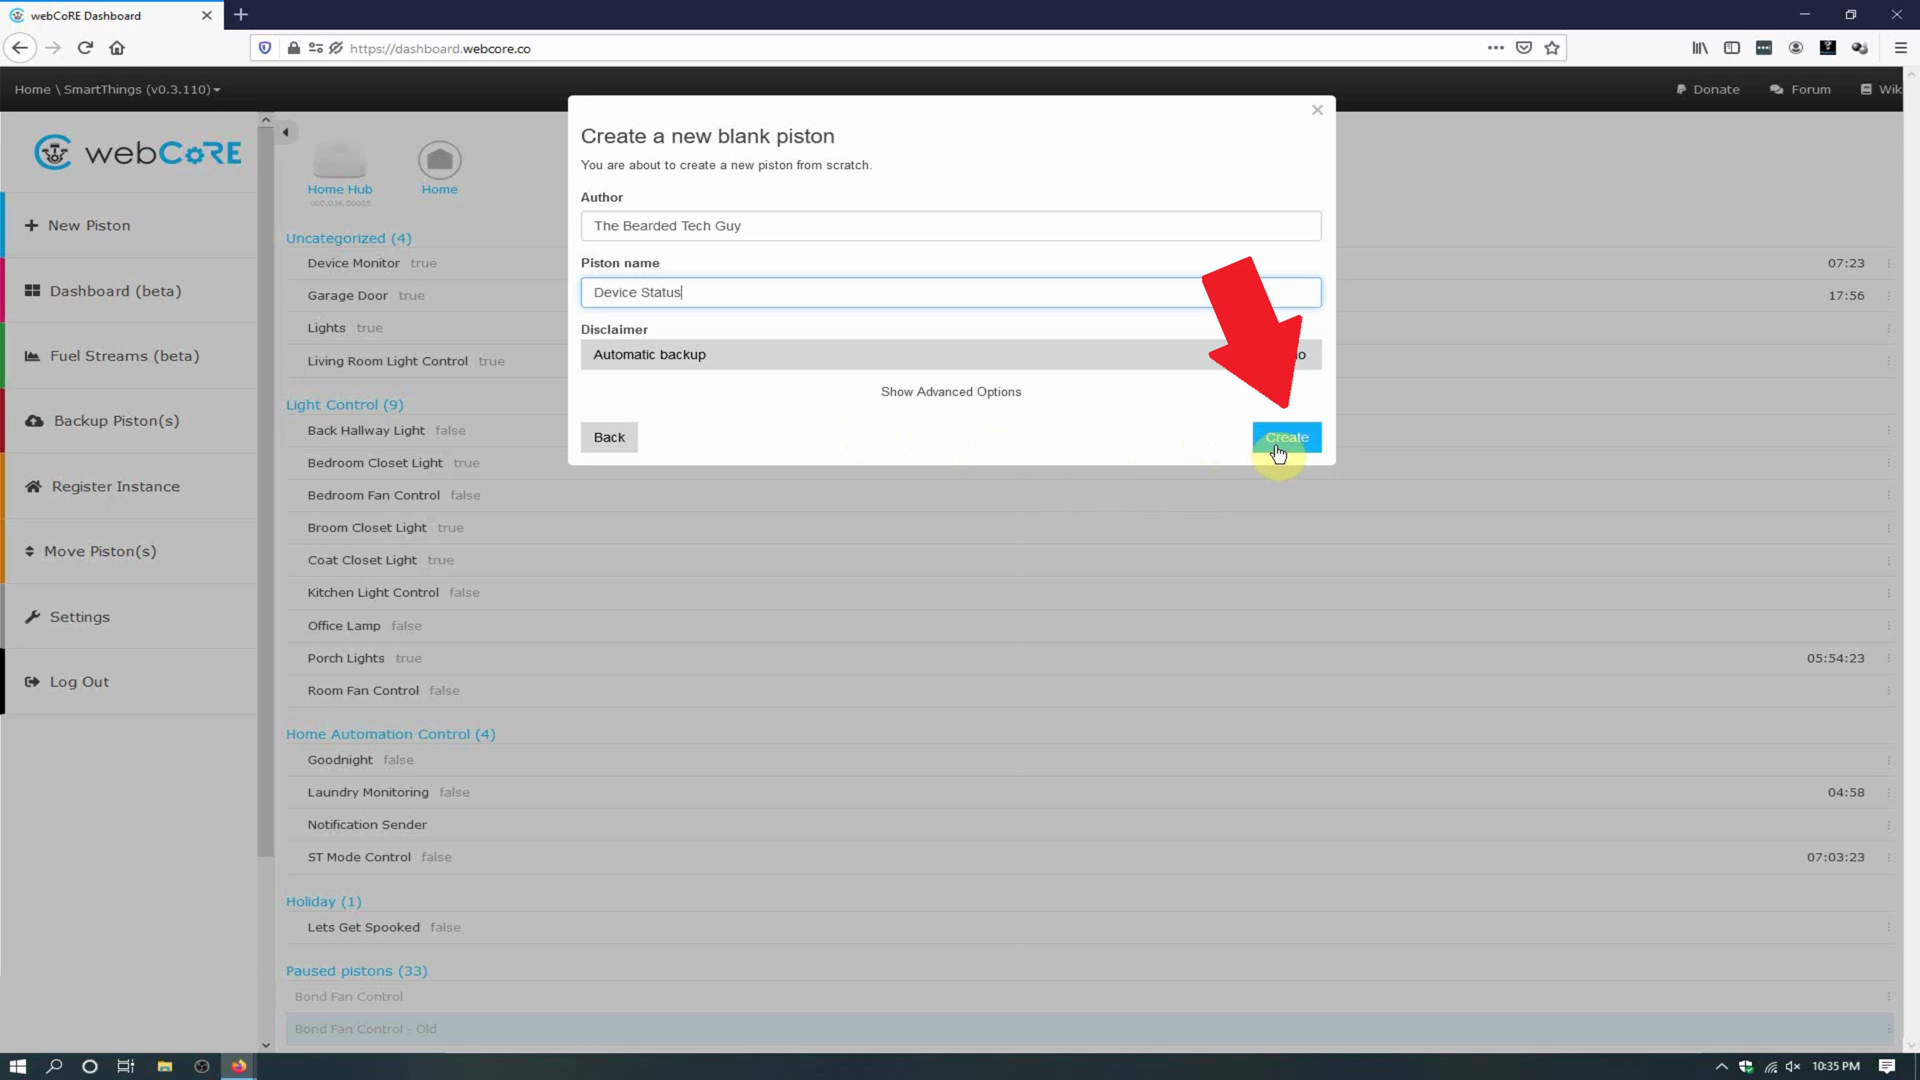 webCoRE Dashboard
https://dashboard.webcore.co
Home \ SmartThings (v0.3.110)
Donate
Forum
Wik
webCoRE
New Piston
Dashboard (beta)
Fuel Streams (beta)
Backup Piston(s)
Register Instance
Move Piston(s)
Settings
Log Out
Home Hub
Home
Uncategorized (4)
Device Monitor true 07:23
Garage Door true 17:56
Lights true
Living Room Light Control true
Light Control (9)
Back Hallway Light false
Bedroom Closet Light true
Bedroom Fan Control false
Broom Closet Light true
Coat Closet Light true
Kitchen Light Control false
Office Lamp false
Porch Lights true 05:54:23
Room Fan Control false
Home Automation Control (4)
Goodnight false
Laundry Monitoring false 04:58
Notification Sender
ST Mode Control false 07:03:23
Holiday (1)
Lets Get Spooked false
Paused pistons (33)
Bond Fan Control
Bond Fan Control - Old
Create a new blank piston
You are about to create a new piston from scratch.
Author
The Bearded Tech Guy
Piston name
Device Status
Disclaimer
Automatic backup
Show Advanced Options
Back
Create
10:35 PM